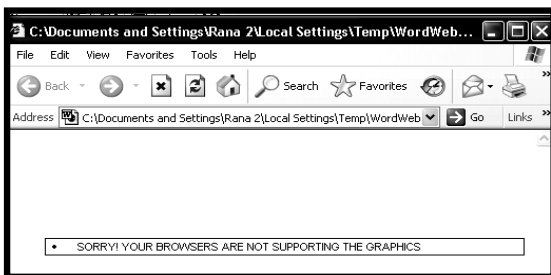 C:\Documents and Settings\Rana 2\Local Settings\Temp\WordWeb...
File Edit View Favorites Tools Help
Back Search Favorites »
Address C:\Documents and Settings\Rana 2\Local Settings\Temp\WordWeb Go Links »
• SORRY! YOUR BROWSERS ARE NOT SUPPORTING THE GRAPHICS